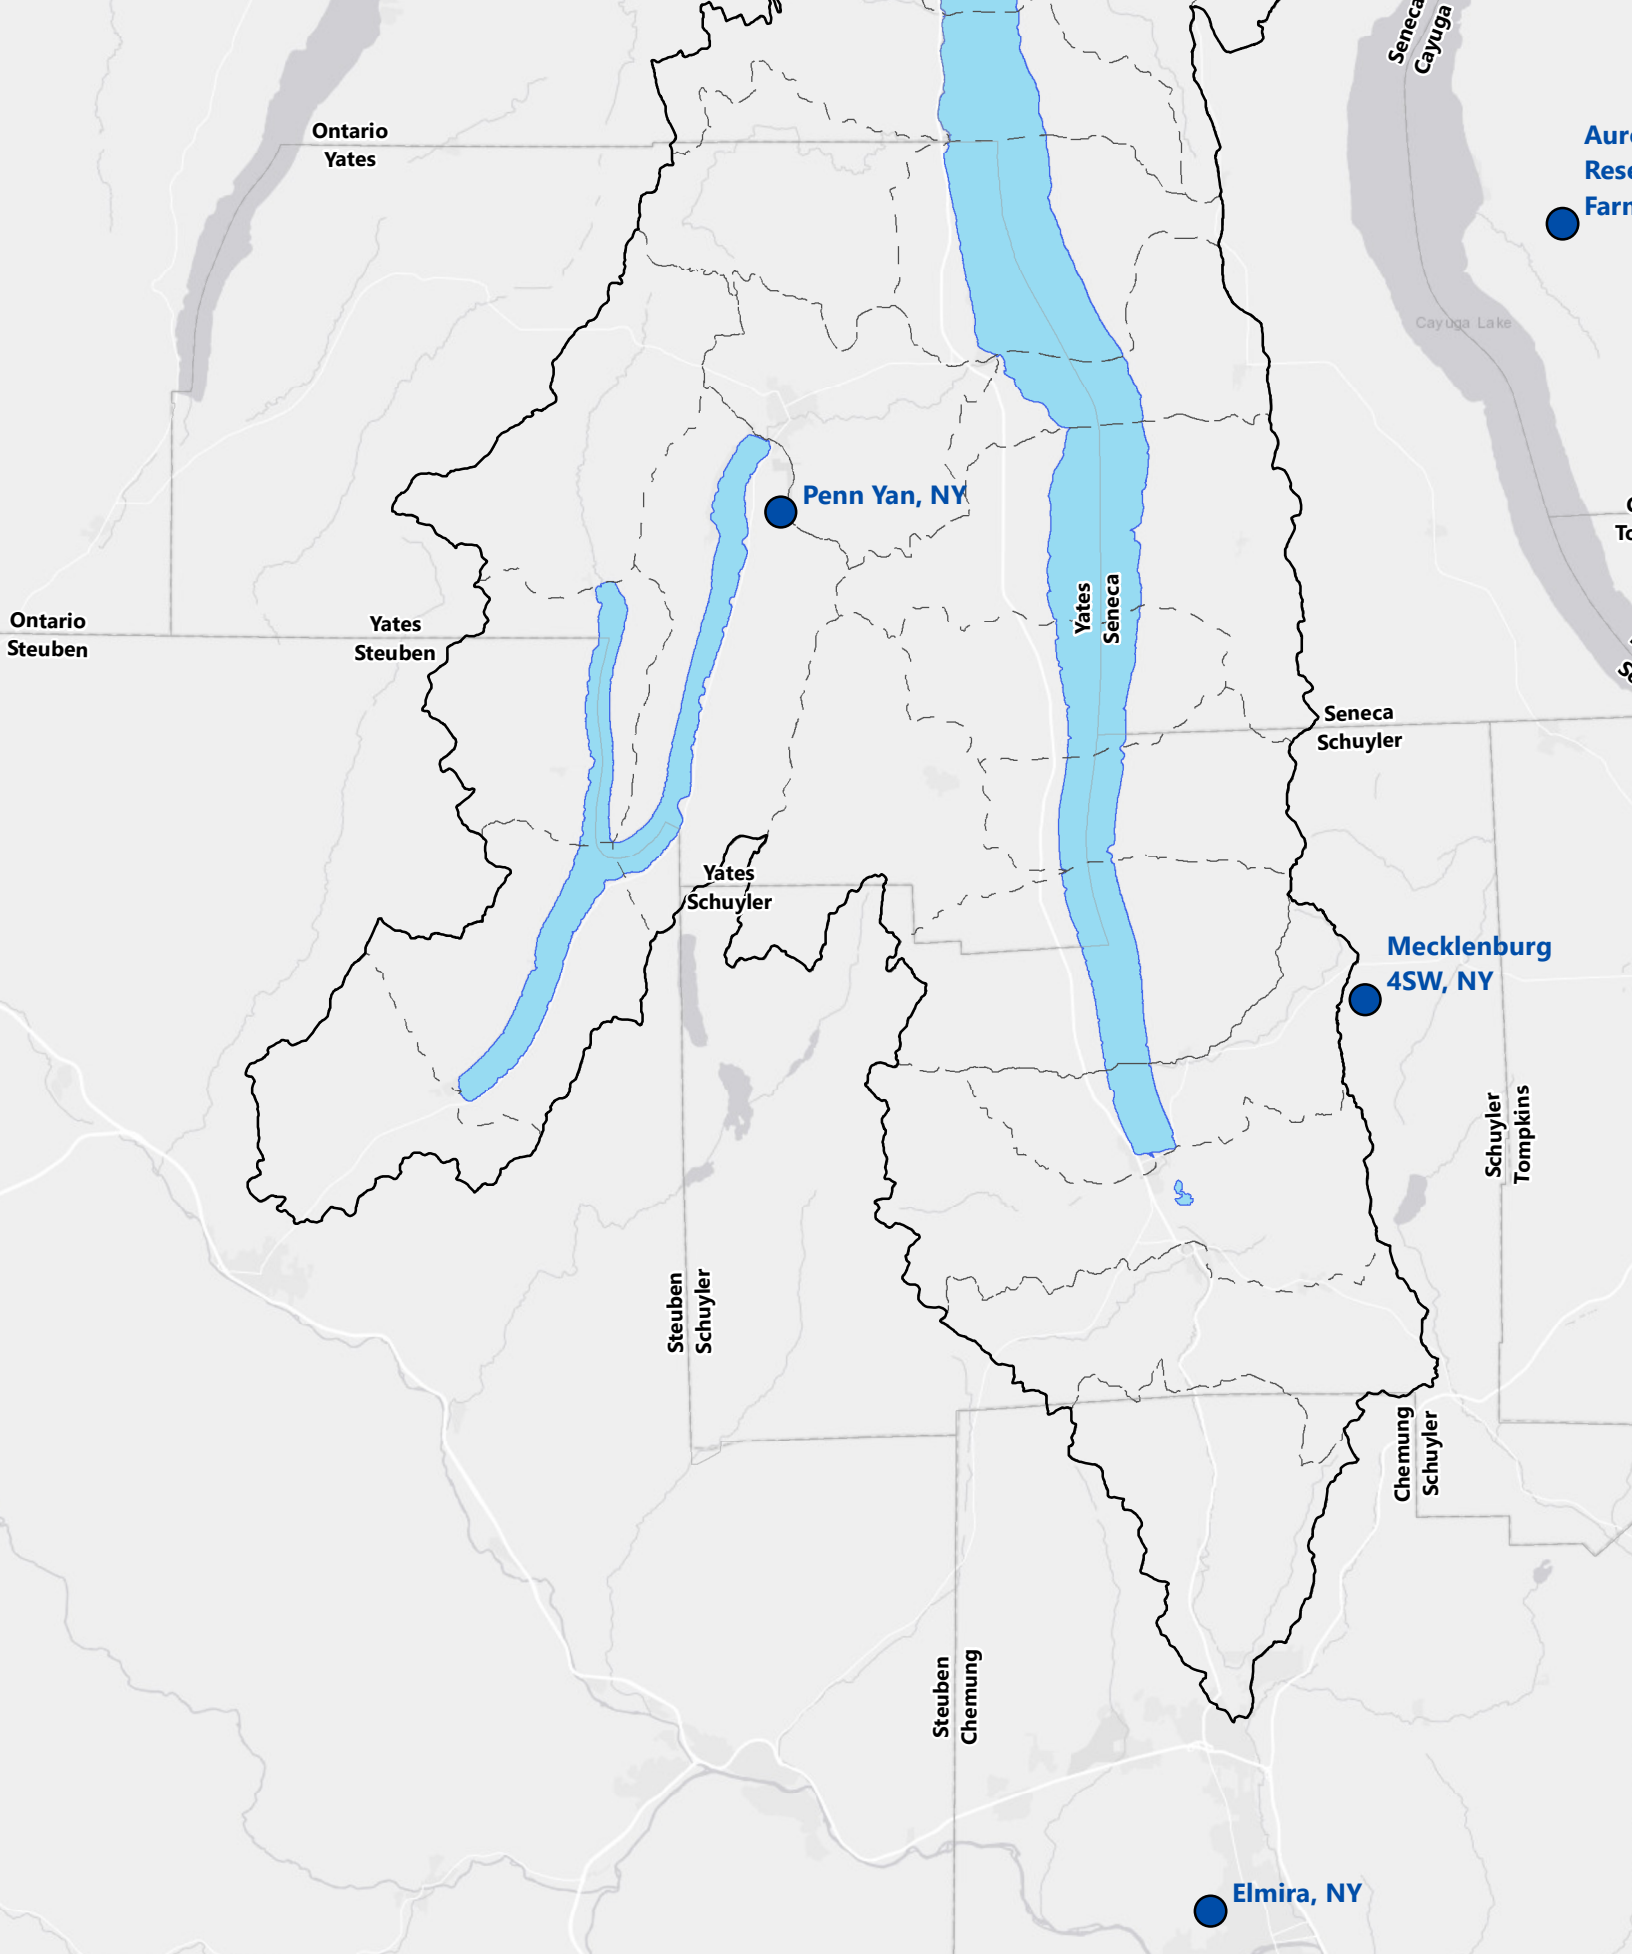 Seneca
Cayuga
Ontario
Yates
Cayuga Lake
Penn Yan, NY
Yates
Seneca
Ontario
Steuben
Yates
Steuben
Seneca
Schuyler
Yates
Schuyler
Mecklenburg
4SW, NY
Schuyler
Tompkins
Steuben
Schuyler
Chemung
Schuyler
Steuben
Chemung
Elmira, NY